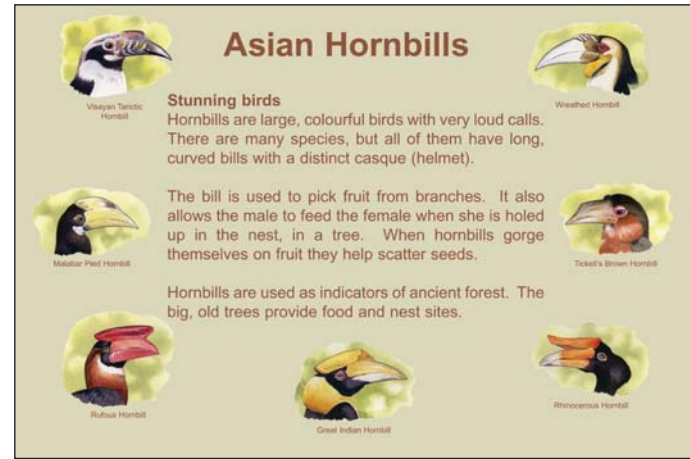 Asian Hornbills
Visayan Tarictic
Hornbill
Wreathed Hornbill
Stunning birds
Hornbills are large, colourful birds with very loud calls.
There are many species, but all of them have long,
curved bills with a distinct casque (helmet).
The bill is used to pick fruit from branches. It also
allows the male to feed the female when she is holed
up in the nest, in a tree. When hornbills gorge
themselves on fruit they help scatter seeds.
Malabar Pied Hornbill
Tickell's Brown Hornbill
Hornbills are used as indicators of ancient forest. The
big, old trees provide food and nest sites.
Rufous Hornbill
Great Indian Hornbill
Rhinocerous Hornbill